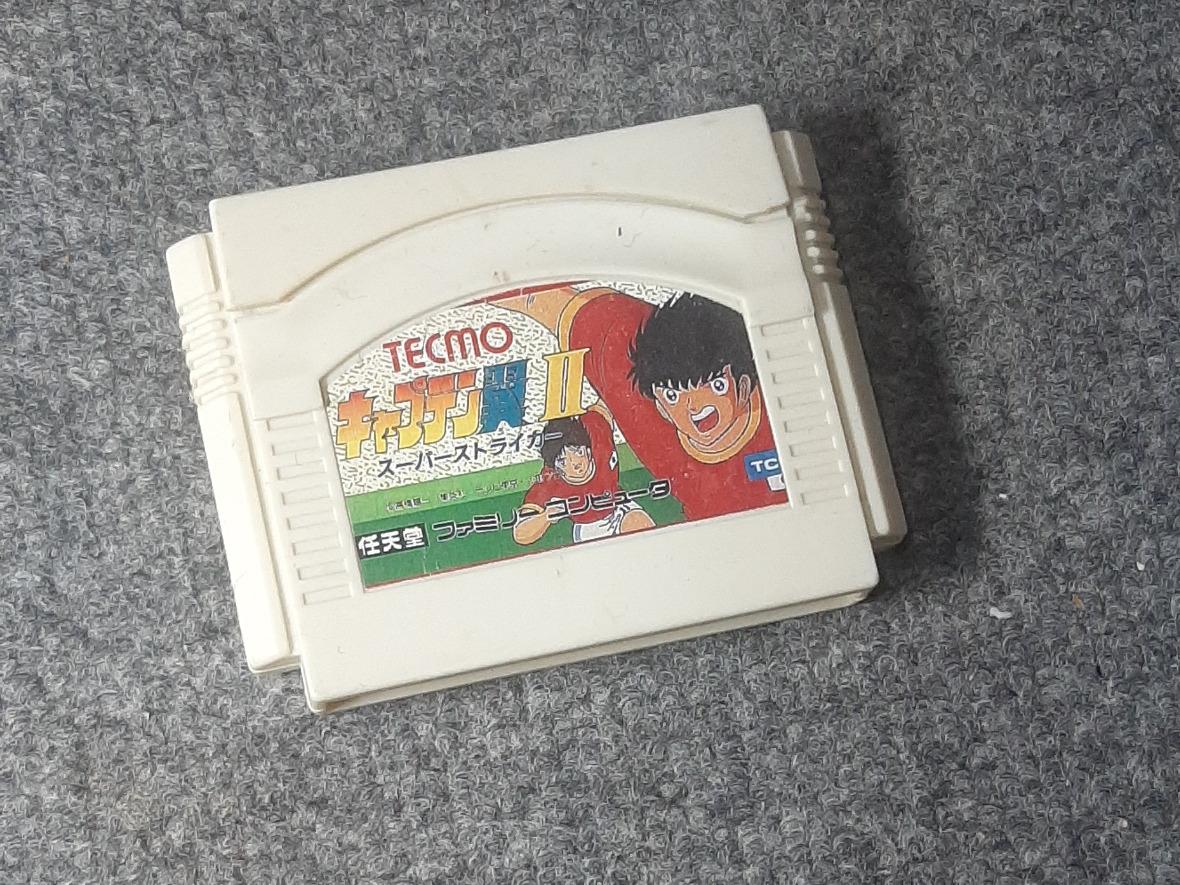 TECMO
キャプテン翼 II
スーパーストライカー
任天堂 ファミリーコンピュータ
TC